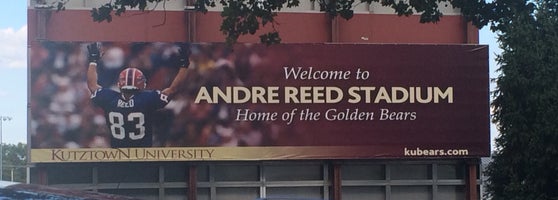 Welcome to
ANDRE REED STADIUM
Home of the Golden Bears
REED
83
KUTZTOWN UNIVERSITY
kubears.com